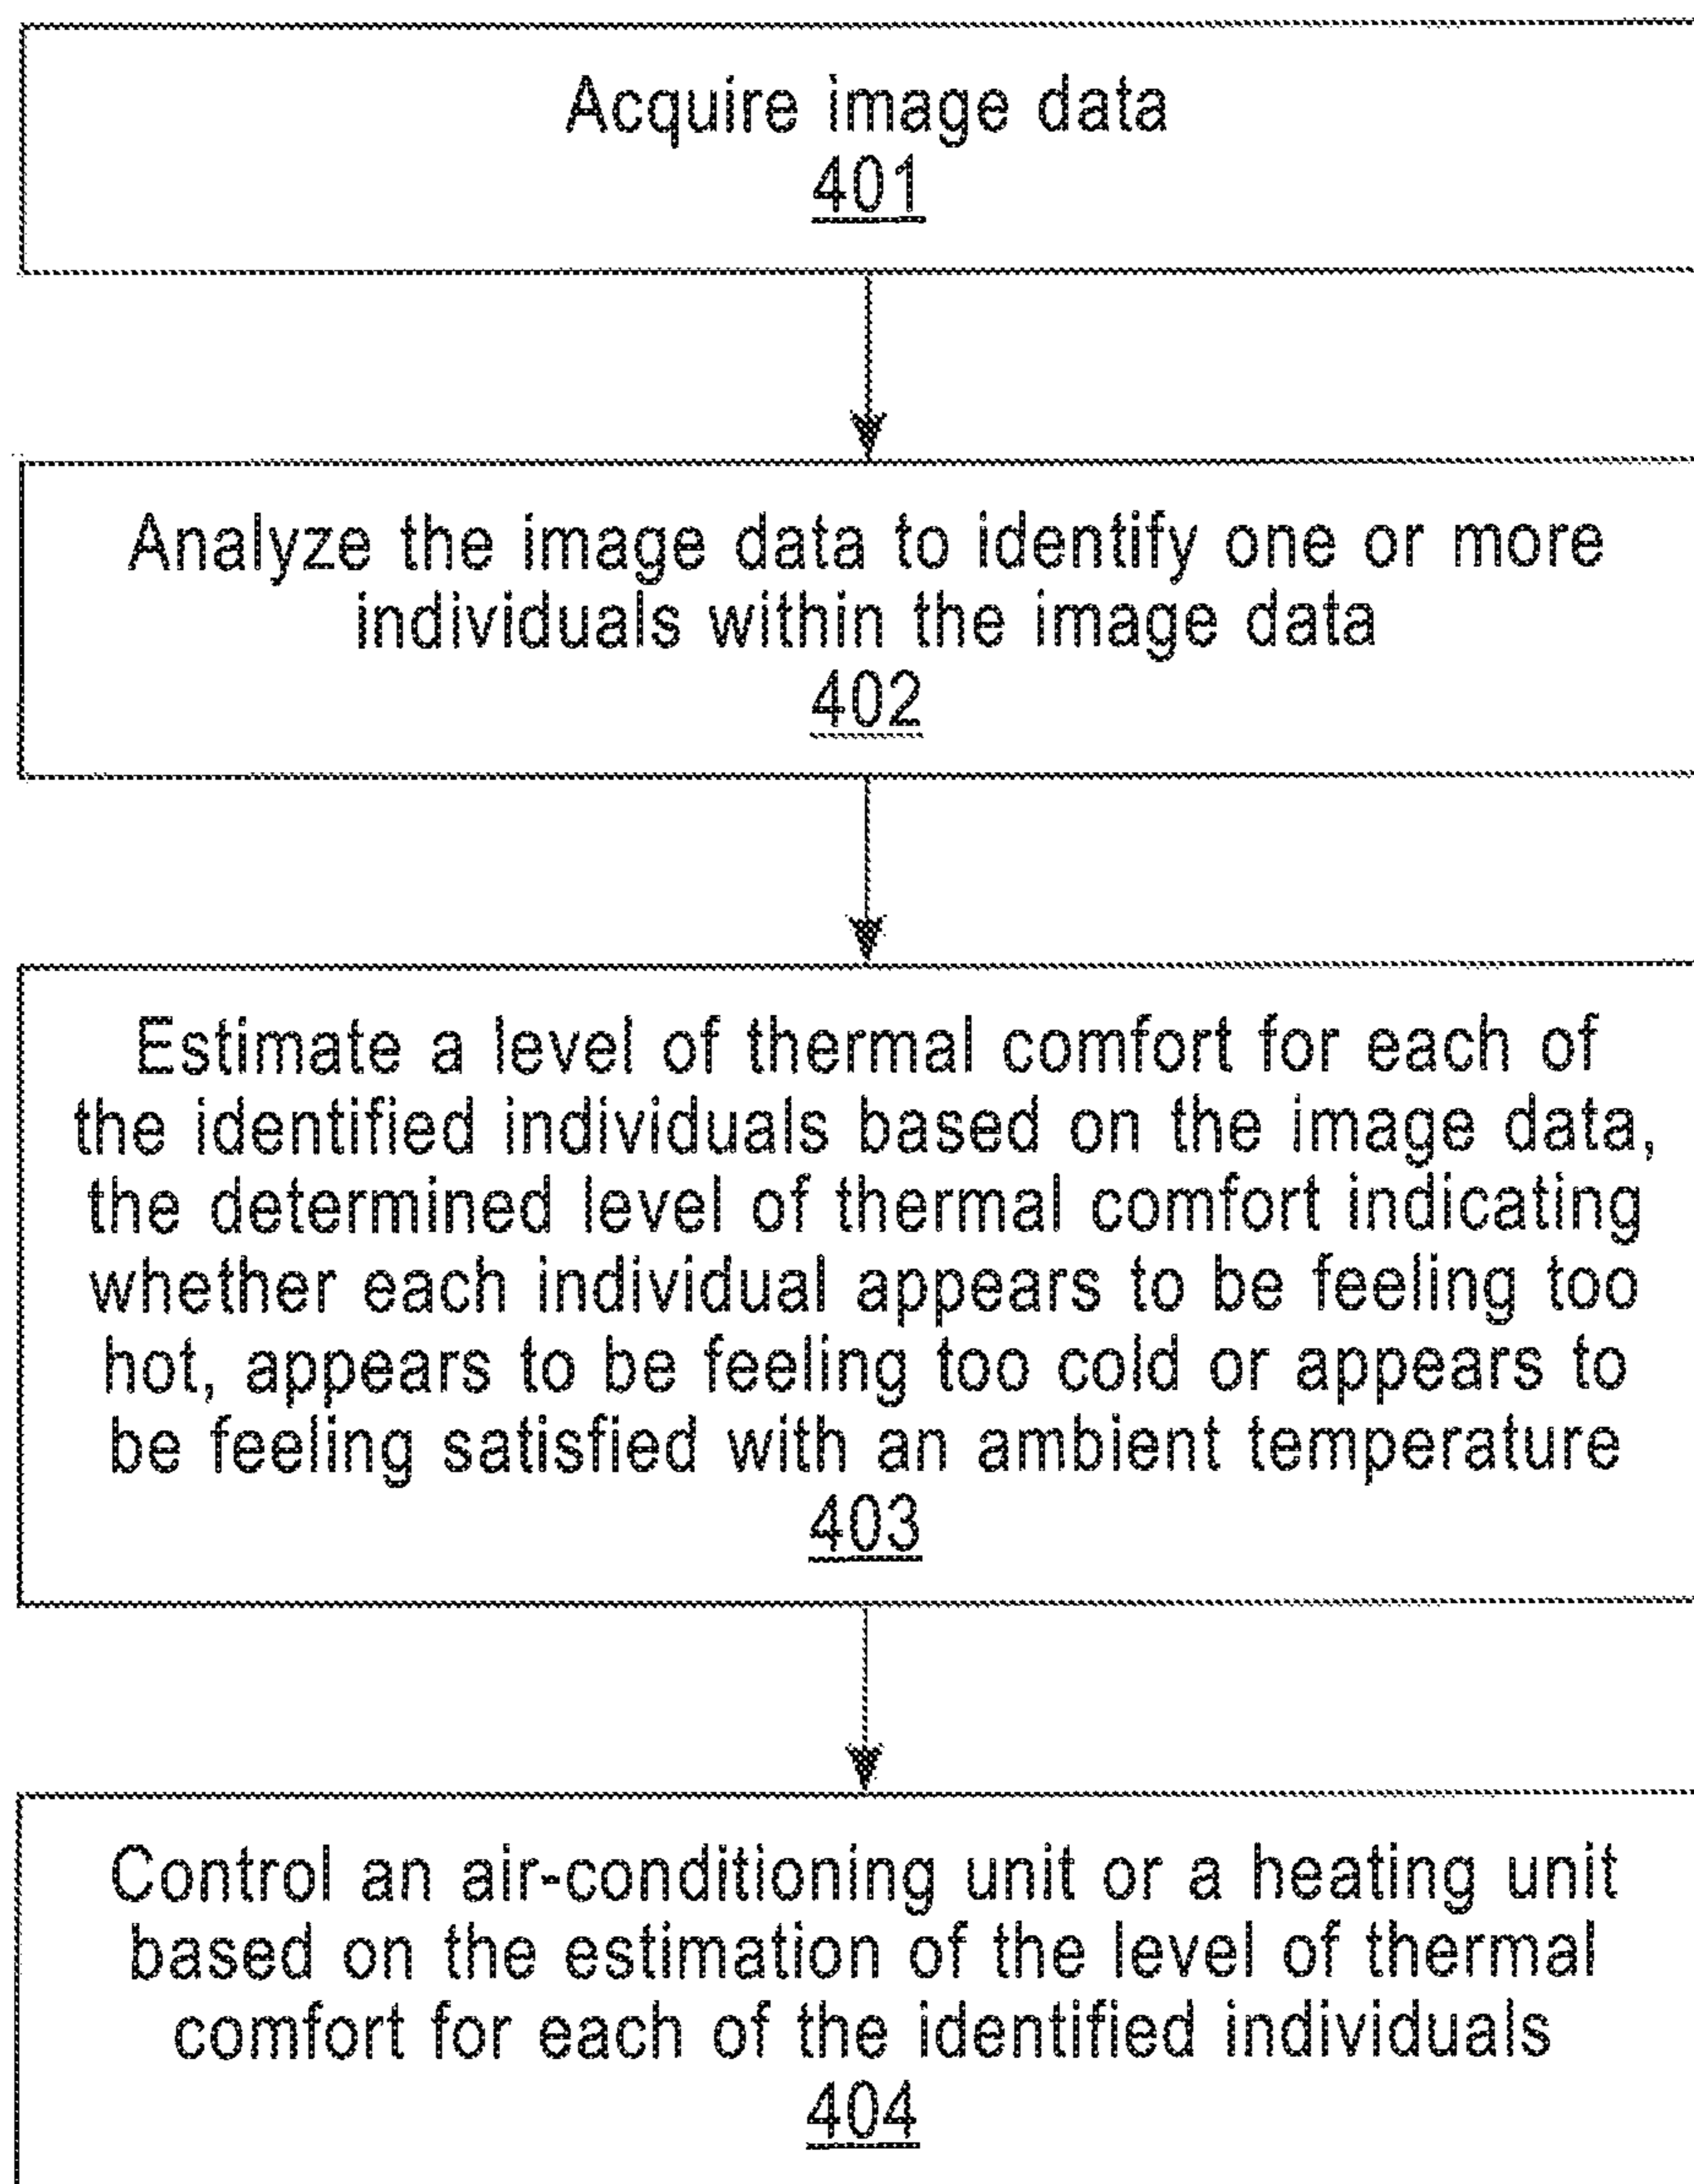 Acquire image data
401
Analyze the image data to identify one or more
individuals within the image data
402
Estimate a level of thermal comfort for each of
the identified individuals based on the image data,
the determined level of thermal comfort indicating
whether each individual appears to be feeling too
hot, appears to be feeling too cold or appears to
be feeling satisfied with an ambient temperature
403
Control an air-conditioning unit or a heating unit
based on the estimation of the level of thermal
comfort for each of the identified individuals
404